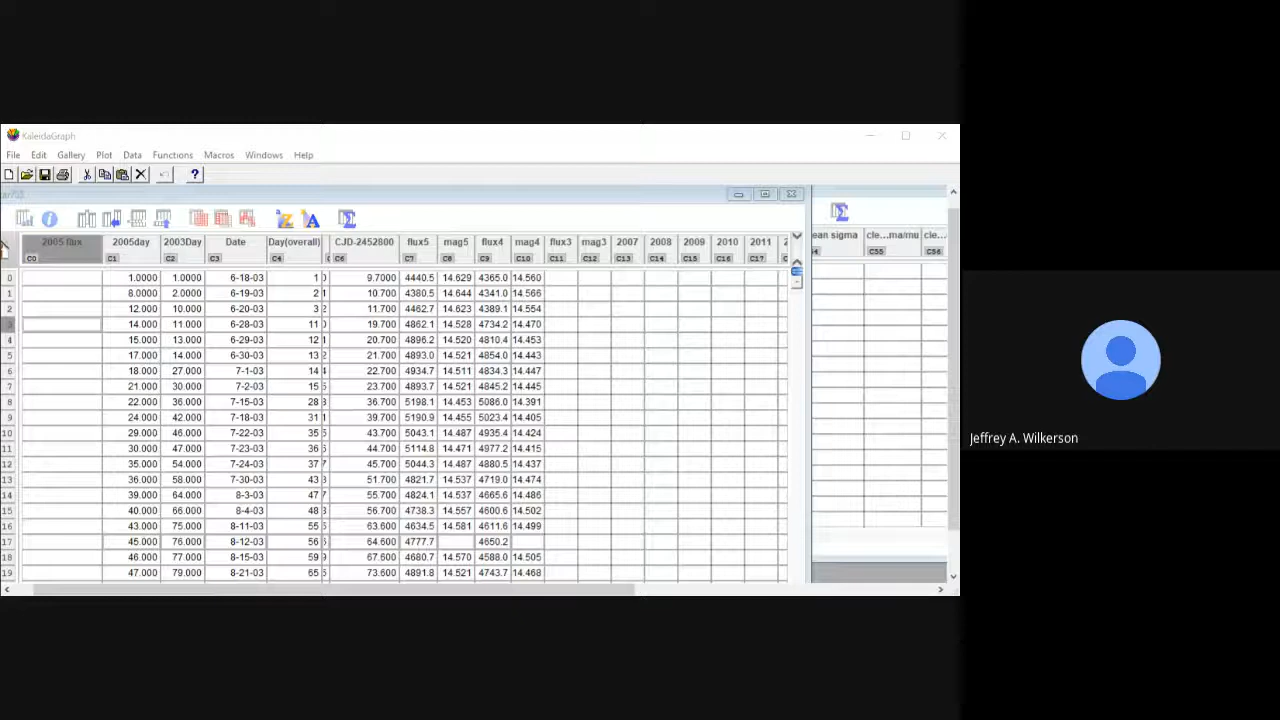 KaleidaGraph
File Edit Gallery Plot Data Functions Macros Windows Help
2005 flux 2005day 2003Day Date Day(overall) CJD-2452800 flux5 mag5 flux4 mag4 flux3 mag3 2007 2008 2009 2010 2011 2 ean sigma cle...ma/mu cle...
C0 C1 C2 C3 C4 C C6 C7 C8 C9 C10 C11 C12 C13 C14 C15 C16 C17 C55 C56
0 1.0000 1.0000 6-18-03 1 9.7000 4440.5 14.629 4365.0 14.560
1 8.0000 2.0000 6-19-03 2 10.700 4380.5 14.644 4341.0 14.566
2 12.000 10.000 6-20-03 3 11.700 4462.7 14.623 4389.1 14.554
3 14.000 11.000 6-28-03 11 19.700 4862.1 14.528 4734.2 14.470
4 15.000 13.000 6-29-03 12 20.700 4896.2 14.520 4810.4 14.453
5 17.000 14.000 6-30-03 13 21.700 4893.0 14.521 4854.0 14.443
6 18.000 27.000 7-1-03 14 22.700 4934.7 14.511 4834.3 14.447
7 21.000 30.000 7-2-03 15 23.700 4893.7 14.521 4845.2 14.445
8 22.000 36.000 7-15-03 28 36.700 5198.1 14.453 5086.0 14.391
9 24.000 42.000 7-18-03 31 39.700 5190.9 14.455 5023.4 14.405
10 29.000 46.000 7-22-03 35 43.700 5043.1 14.487 4935.4 14.424
11 30.000 47.000 7-23-03 36 44.700 5114.8 14.471 4977.2 14.415
12 35.000 54.000 7-24-03 37 45.700 5044.3 14.487 4880.5 14.437
13 36.000 58.000 7-30-03 43 51.700 4821.7 14.537 4719.0 14.474
14 39.000 64.000 8-3-03 47 55.700 4824.1 14.537 4665.6 14.486
15 40.000 66.000 8-4-03 48 56.700 4738.3 14.557 4600.6 14.502
16 43.000 75.000 8-11-03 55 63.600 4634.5 14.581 4611.6 14.499
17 45.000 76.000 8-12-03 56 64.600 4777.7 4650.2
18 46.000 77.000 8-15-03 59 67.600 4680.7 14.570 4588.0 14.505
19 47.000 79.000 8-21-03 65 73.600 4891.8 14.521 4743.7 14.468
Jeffrey A. Wilkerson